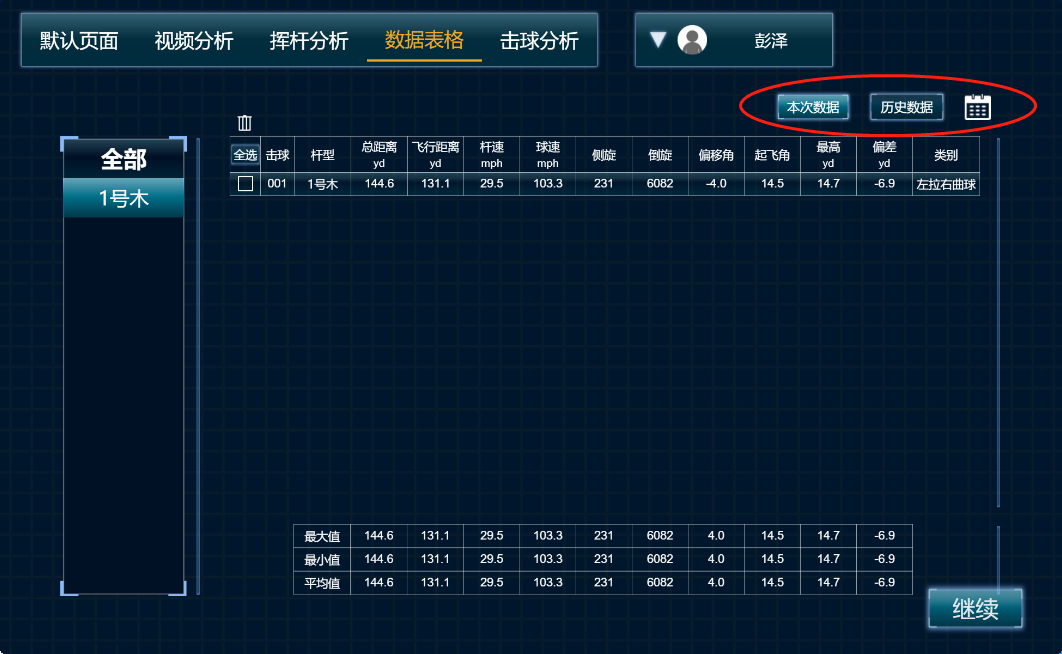 默认页面 视频分析 挥杆分析 数据表格 击球分析 彭泽
本次数据 历史数据
全部
1号木
全选 击球 杆型 总距离 yd 飞行距离 yd 杆速 mph 球速 mph 侧旋 倒旋 偏移角 起飞角 最高 yd 偏差 yd 类别
001 1号木 144.6 131.1 29.5 103.3 231 6082 -4.0 14.5 14.7 -6.9 左拉右曲球
最大值 144.6 131.1 29.5 103.3 231 6082 4.0 14.5 14.7 -6.9
最小值 144.6 131.1 29.5 103.3 231 6082 4.0 14.5 14.7 -6.9
平均值 144.6 131.1 29.5 103.3 231 6082 4.0 14.5 14.7 -6.9
继续